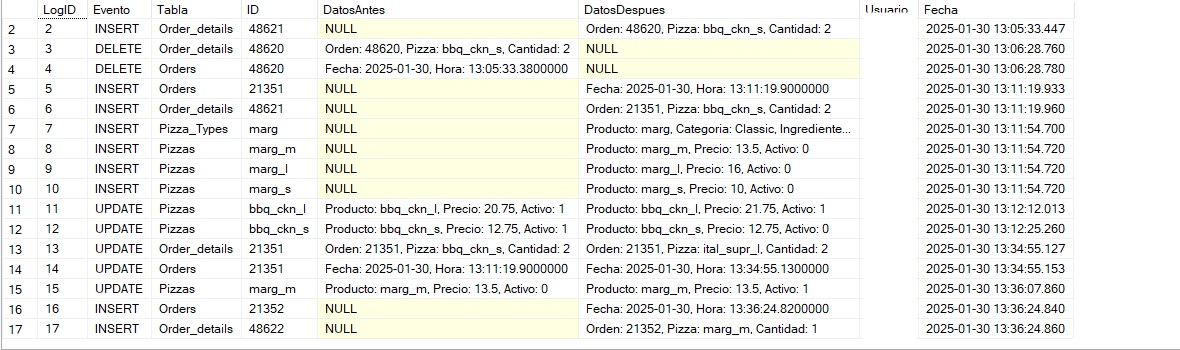 LogID Evento Tabla ID DatosAntes DatosDespues Usuario Fecha
2 2 INSERT Order_details 48621 NULL Orden: 48620, Pizza: bbq_ckn_s, Cantidad: 2 2025-01-30 13:05:33.447
3 3 DELETE Order_details 48620 Orden: 48620, Pizza: bbq_ckn_s, Cantidad: 2 NULL 2025-01-30 13:06:28.760
4 4 DELETE Orders 48620 Fecha: 2025-01-30, Hora: 13:05:33.3800000 NULL 2025-01-30 13:06:28.780
5 5 INSERT Orders 21351 NULL Fecha: 2025-01-30, Hora: 13:11:19.9000000 2025-01-30 13:11:19.933
6 6 INSERT Order_details 48621 NULL Orden: 21351, Pizza: bbq_ckn_s, Cantidad: 2 2025-01-30 13:11:19.960
7 7 INSERT Pizza_Types marg NULL Producto: marg, Categoria: Classic, Ingrediente... 2025-01-30 13:11:54.700
8 8 INSERT Pizzas marg_m NULL Producto: marg_m, Precio: 13.5, Activo: 0 2025-01-30 13:11:54.720
9 9 INSERT Pizzas marg_l NULL Producto: marg_l, Precio: 16, Activo: 0 2025-01-30 13:11:54.720
10 10 INSERT Pizzas marg_s NULL Producto: marg_s, Precio: 10, Activo: 0 2025-01-30 13:11:54.720
11 11 UPDATE Pizzas bbq_ckn_l Producto: bbq_ckn_l, Precio: 20.75, Activo: 1 Producto: bbq_ckn_l, Precio: 21.75, Activo: 1 2025-01-30 13:12:12.013
12 12 UPDATE Pizzas bbq_ckn_s Producto: bbq_ckn_s, Precio: 12.75, Activo: 1 Producto: bbq_ckn_s, Precio: 12.75, Activo: 0 2025-01-30 13:12:25.260
13 13 UPDATE Order_details 21351 Orden: 21351, Pizza: bbq_ckn_s, Cantidad: 2 Orden: 21351, Pizza: ital_supr_l, Cantidad: 2 2025-01-30 13:34:55.127
14 14 UPDATE Orders 21351 Fecha: 2025-01-30, Hora: 13:11:19.9000000 Fecha: 2025-01-30, Hora: 13:34:55.1300000 2025-01-30 13:34:55.153
15 15 UPDATE Pizzas marg_m Producto: marg_m, Precio: 13.5, Activo: 0 Producto: marg_m, Precio: 13.5, Activo: 1 2025-01-30 13:36:07.860
16 16 INSERT Orders 21352 NULL Fecha: 2025-01-30, Hora: 13:36:24.8200000 2025-01-30 13:36:24.840
17 17 INSERT Order_details 48622 NULL Orden: 21352, Pizza: marg_m, Cantidad: 1 2025-01-30 13:36:24.860